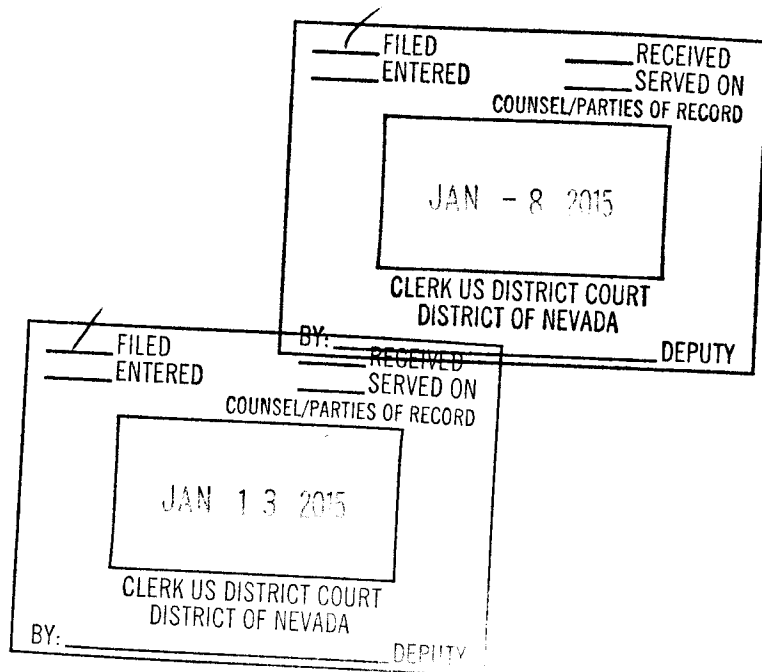 FILED RECEIVED
ENTERED SERVED ON
COUNSEL/PARTIES OF RECORD
JAN - 8 2015
CLERK US DISTRICT COURT
DISTRICT OF NEVADA
BY: DEPUTY
FILED RECEIVED
ENTERED SERVED ON
COUNSEL/PARTIES OF RECORD
JAN 13 2015
CLERK US DISTRICT COURT
DISTRICT OF NEVADA
BY: DEPUTY